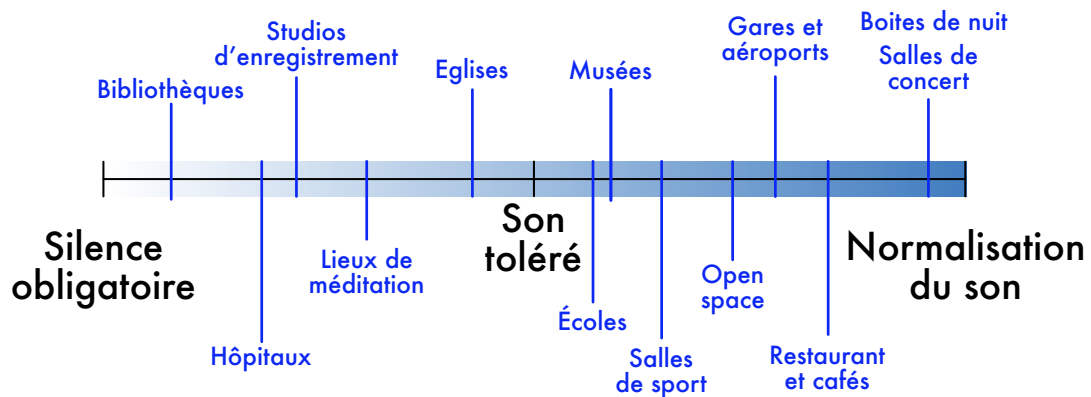 Studios
d’enregistrement
Bibliothèques
Eglises
Musées
Gares et
aéroports
Boites de nuit
Salles de
concert
Silence
obligatoire
Son
toléré
Normalisation
du son
Hôpitaux
Lieux de
méditation
Écoles
Salles
de sport
Open
space
Restaurant
et cafés